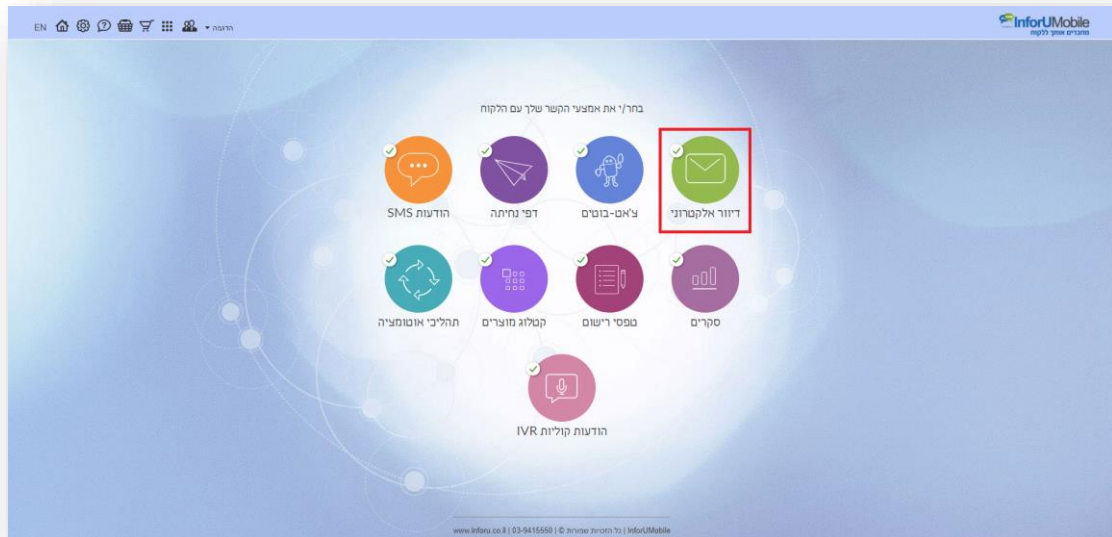 InforUMobile
מחברים אותך ללקוח
הדגמה
EN
בחר/י את אמצעי הקשר שלך עם הלקוח
דיוור אלקטרוני
צ'אט-בוטים
דפי נחיתה
הודעות SMS
סקרים
טפסי רישום
קטלוג מוצרים
תהליכי אוטומציה
הודעות קוליות IVR
InforUMobile | כל הזכויות שמורות © | 03-9415550 | www.inforu.co.il